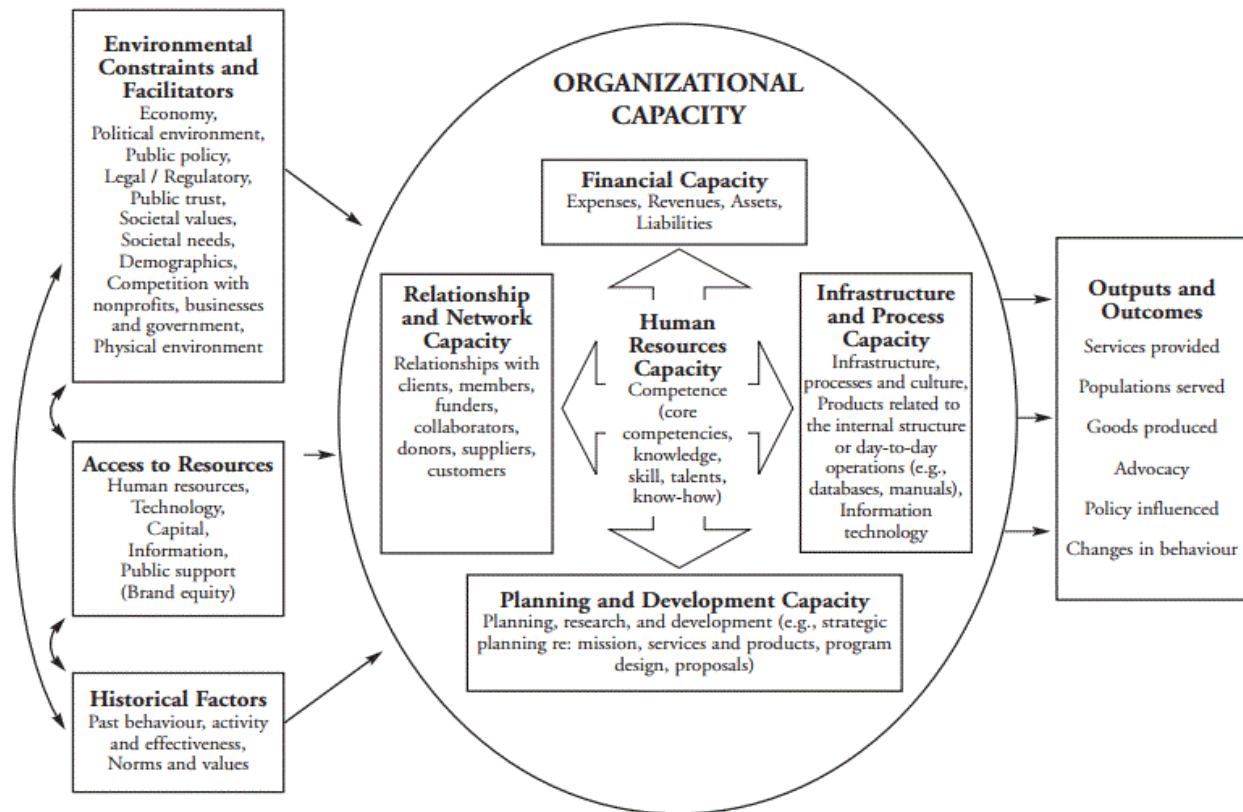 Environmental
Constraints and
Facilitators
Economy,
Political environment,
Public policy,
Legal / Regulatory,
Public trust,
Societal values,
Societal needs,
Demographics,
Competition with
nonprofits, businesses
and government,
Physical environment
Access to Resources
Human resources,
Technology,
Capital,
Information,
Public support
(Brand equity)
Historical Factors
Past behaviour, activity
and effectiveness,
Norms and values
ORGANIZATIONAL
CAPACITY
Financial Capacity
Expenses, Revenues, Assets,
Liabilities
Relationship
and Network
Capacity
Relationships with
clients, members,
funders,
collaborators,
donors, suppliers,
customers
Human
Resources
Capacity
Competence
(core
competencies,
knowledge,
skill, talents,
know-how)
Infrastructure
and Process
Capacity
Infrastructure,
processes and culture,
Products related to
the internal structure
or day-to-day
operations (e.g.,
databases, manuals),
Information
technology
Planning and Development Capacity
Planning, research, and development (e.g., strategic
planning re: mission, services and products, program
design, proposals)
Outputs and
Outcomes
Services provided
Populations served
Goods produced
Advocacy
Policy influenced
Changes in behaviour